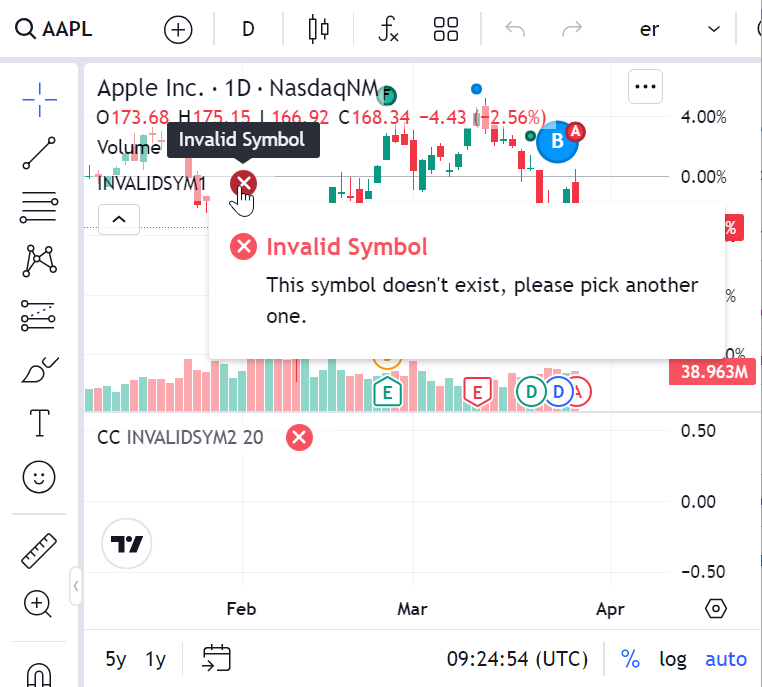 AAPL D er
Apple Inc. · 1D · NasdaqNM F
O173.68 H175.15 L166.92 C168.34 −4.43 (−2.56%)
4.00%
Volume
Invalid Symbol
B A
INVALIDSYM1
0.00%
%
Invalid Symbol
This symbol doesn't exist, please pick another
one.
%
0%
38.963M
E E D D A
CC INVALIDSYM2 20
0.50
0.00
−0.50
Feb Mar Apr
5y 1y 09:24:54 (UTC) % log auto